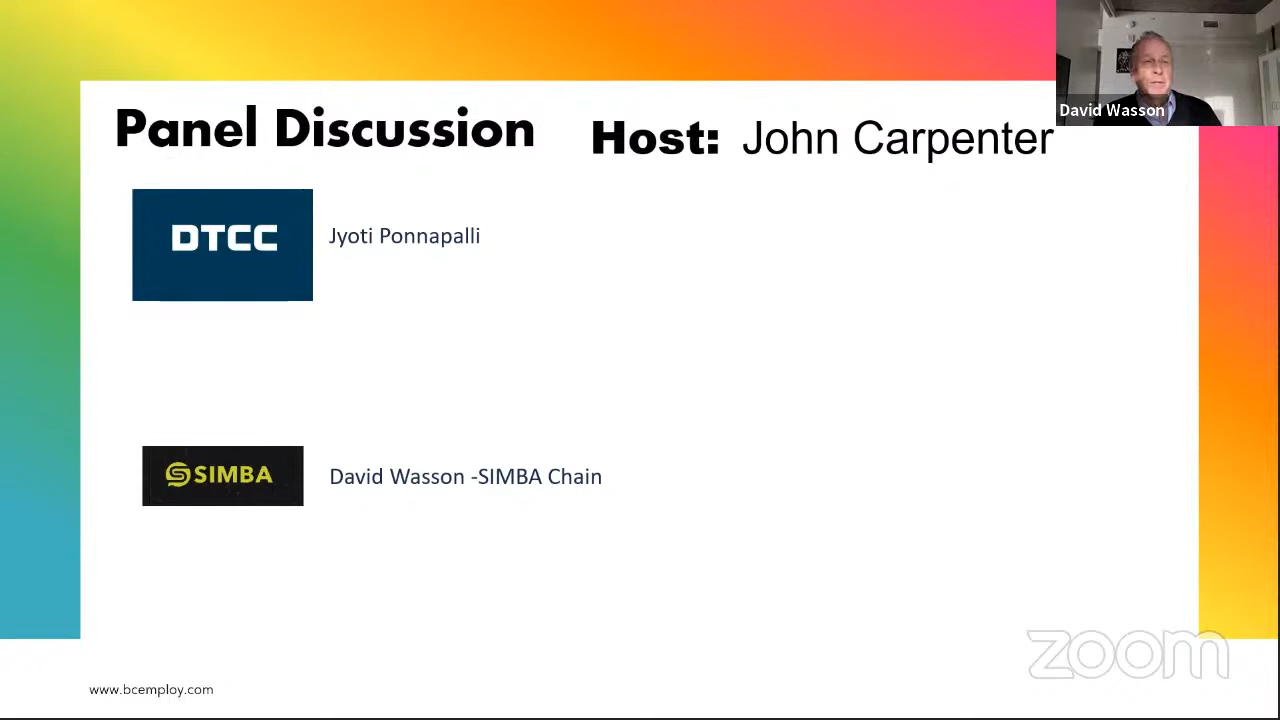 Panel Discussion
Host: John Carpenter
David Wasson
DTCC
Jyoti Ponnapalli
SIMBA
David Wasson -SIMBA Chain
zoom
www.bcemploy.com